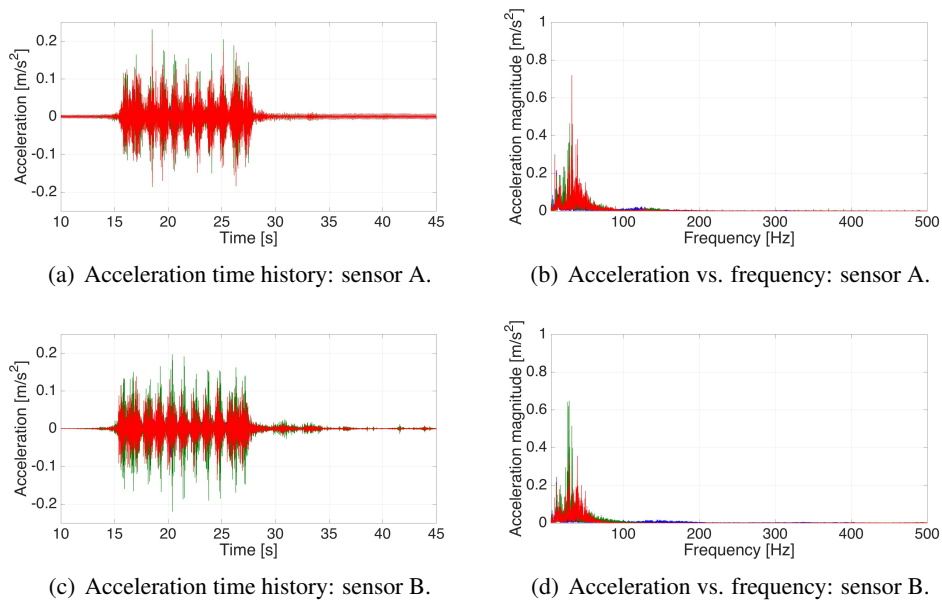 Acceleration [m/s²]
0.2
0.1
0
-0.1
-0.2
10 15 20 25 30 35 40 45
Time [s]
(a) Acceleration time history: sensor A.
Acceleration magnitude [m/s²]
1
0.8
0.6
0.4
0.2
0
100 200 300 400 500
Frequency [Hz]
(b) Acceleration vs. frequency: sensor A.
Acceleration [m/s²]
0.2
0.1
0
-0.1
-0.2
10 15 20 25 30 35 40 45
Time [s]
(c) Acceleration time history: sensor B.
Acceleration magnitude [m/s²]
1
0.8
0.6
0.4
0.2
0
100 200 300 400 500
Frequency [Hz]
(d) Acceleration vs. frequency: sensor B.